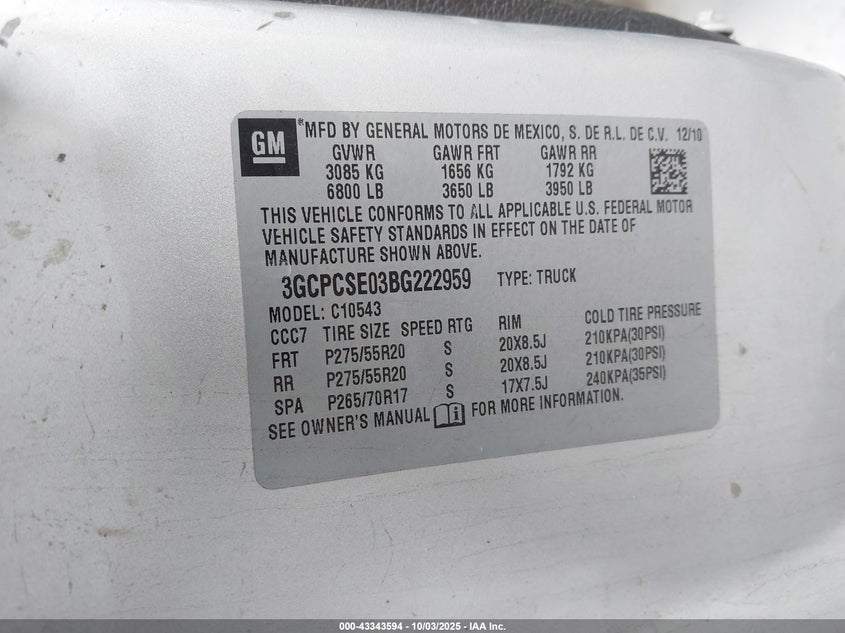 GM
®MFD BY GENERAL MOTORS DE MEXICO, S. DE R.L. DE C.V. 12/10
GVWR GAWR FRT GAWR RR
3085 KG 1656 KG 1792 KG
6800 LB 3650 LB 3950 LB
THIS VEHICLE CONFORMS TO ALL APPLICABLE U.S. FEDERAL MOTOR
VEHICLE SAFETY STANDARDS IN EFFECT ON THE DATE OF
MANUFACTURE SHOWN ABOVE.
3GCPCSE03BG222959 TYPE: TRUCK
MODEL: C10543
CCC7 TIRE SIZE SPEED RTG RIM COLD TIRE PRESSURE
FRT P275/55R20 S 20X8.5J 210KPA(30PSI)
RR P275/55R20 S 20X8.5J 210KPA(30PSI)
SPA P265/70R17 S 17X7.5J 240KPA(35PSI)
SEE OWNER'S MANUAL FOR MORE INFORMATION.
000-43343594 - 10/03/2025 - IAA Inc.